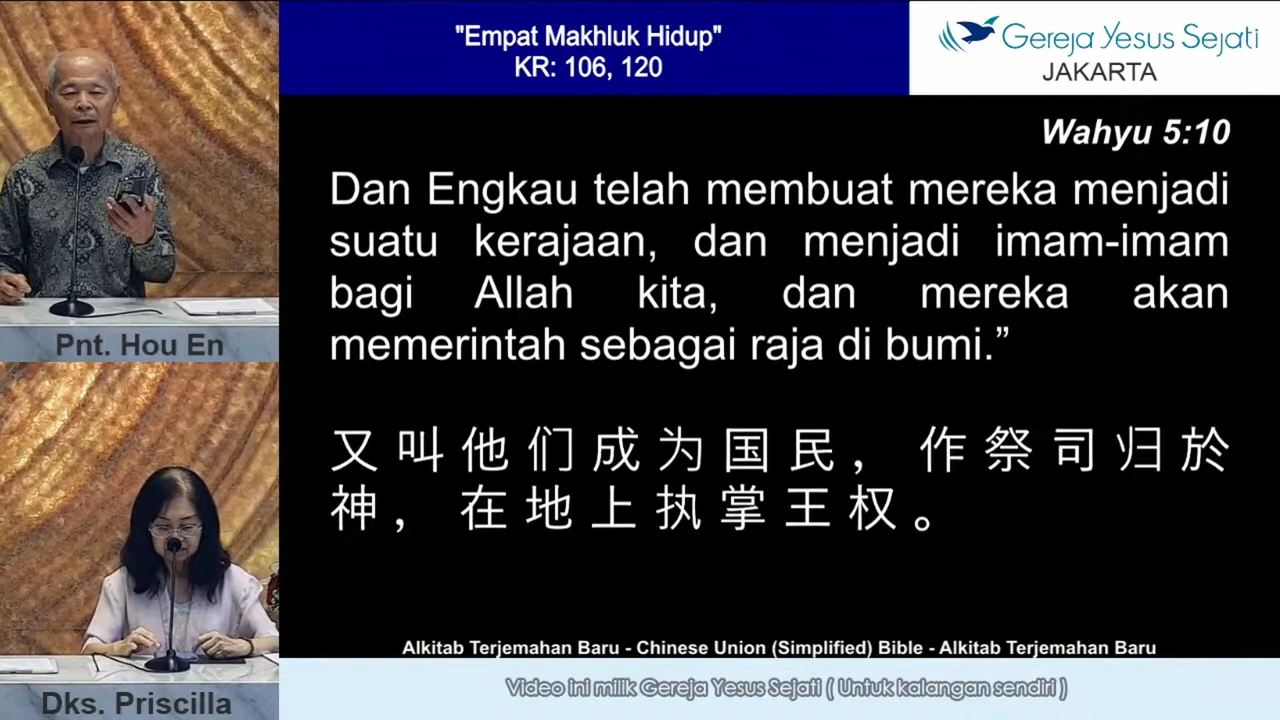 "Empat Makhluk Hidup"
KR: 106, 120
Gereja Yesus Sejati
JAKARTA
Wahyu 5:10
Dan Engkau telah membuat mereka menjadi
suatu kerajaan, dan menjadi imam-imam
bagi Allah kita, dan mereka akan
memerintah sebagai raja di bumi.”
又叫他们成为国民，作祭司归於
神，在地上执掌王权。
Pnt. Hou En
Dks. Priscilla
Alkitab Terjemahan Baru - Chinese Union (Simplified) Bible - Alkitab Terjemahan Baru
Video ini milik Gereja Yesus Sejati ( Untuk kalangan sendiri )